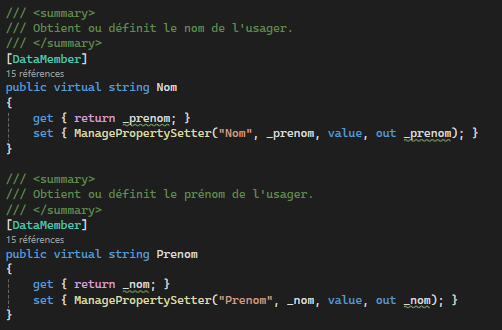 /// <summary>
/// Obtient ou définit le nom de l'usager.
/// </summary>
[DataMember]
15 références
public virtual string Nom
{
get { return _prenom; }
set { ManagePropertySetter("Nom", _prenom, value, out _prenom); }
}
/// <summary>
/// Obtient ou définit le prénom de l'usager.
/// </summary>
[DataMember]
15 références
public virtual string Prenom
{
get { return _nom; }
set { ManagePropertySetter("Prenom", _nom, value, out _nom); }
}